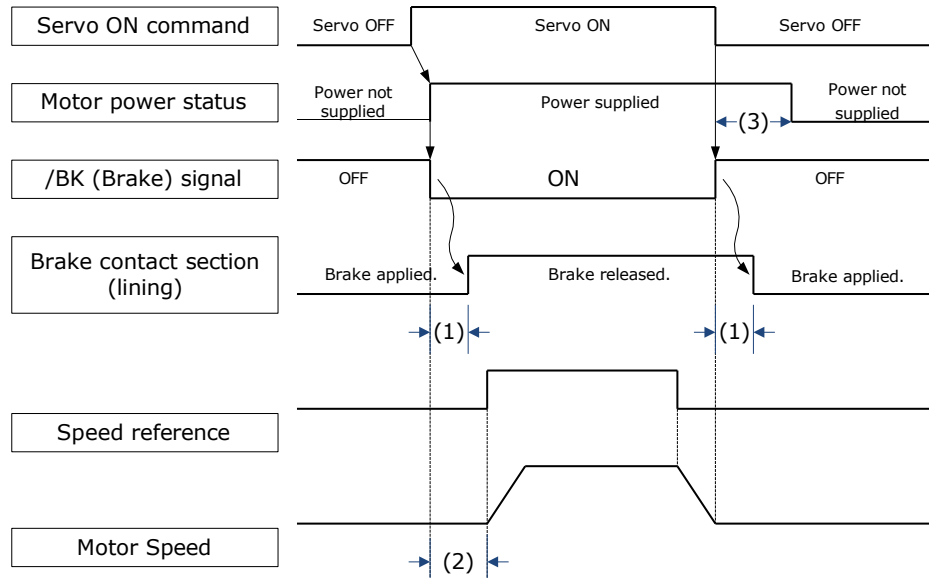 Servo ON command
Servo OFF
Servo ON
Servo OFF
Motor power status
Power not
supplied
Power supplied
(3)
Power not
supplied
/BK (Brake) signal
OFF
ON
OFF
Brake contact section
(lining)
Brake applied.
Brake released.
Brake applied.
(1)
(1)
Speed reference
Motor Speed
(2)